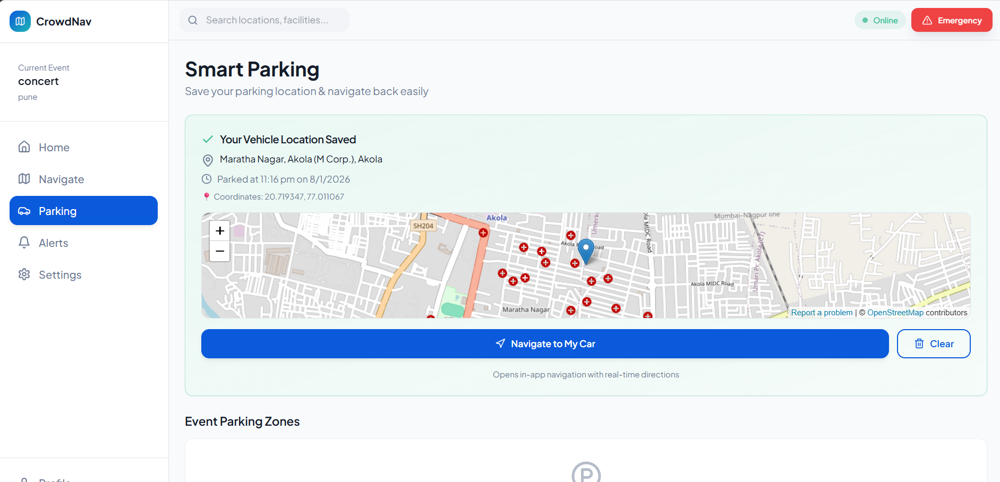 CrowdNav
Search locations, facilities...
Online
Emergency
Current Event
concert
pune
Home
Navigate
Parking
Alerts
Settings
Smart Parking
Save your parking location & navigate back easily
Your Vehicle Location Saved
Maratha Nagar, Akola (M Corp.), Akola
Parked at 11:16 pm on 8/1/2026
Coordinates: 20.719347, 77.011067
+
−
SH204
Akola
Akola
oad
MIDC Road
Mumbai-Nagpur line
Umari Pr. Akola (CT)
Akola MIDC Road
Maratha Nagar
Report a problem | © OpenStreetMap contributors
Navigate to My Car
Clear
Opens in-app navigation with real-time directions
Event Parking Zones
P